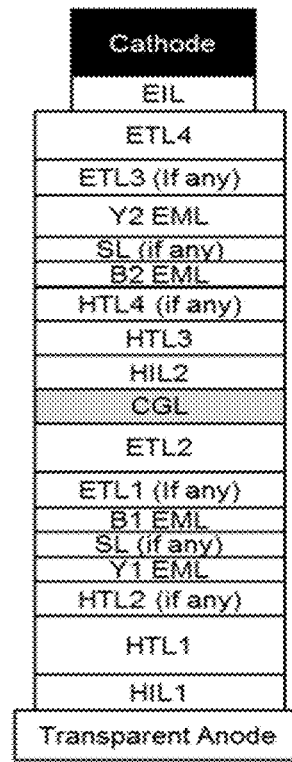 Cathode
EIL
ETL4
ETL3 (If any)
Y2 EML
SL (if any)
B2 EML
HTL4 (if any)
HTL3
HIL2
CGL
ETL2
ETL1 (If any)
B1 EML
SL (if any)
Y1 EML
HTL2 (if any)
HTL1
HIL1
Transparent Anode